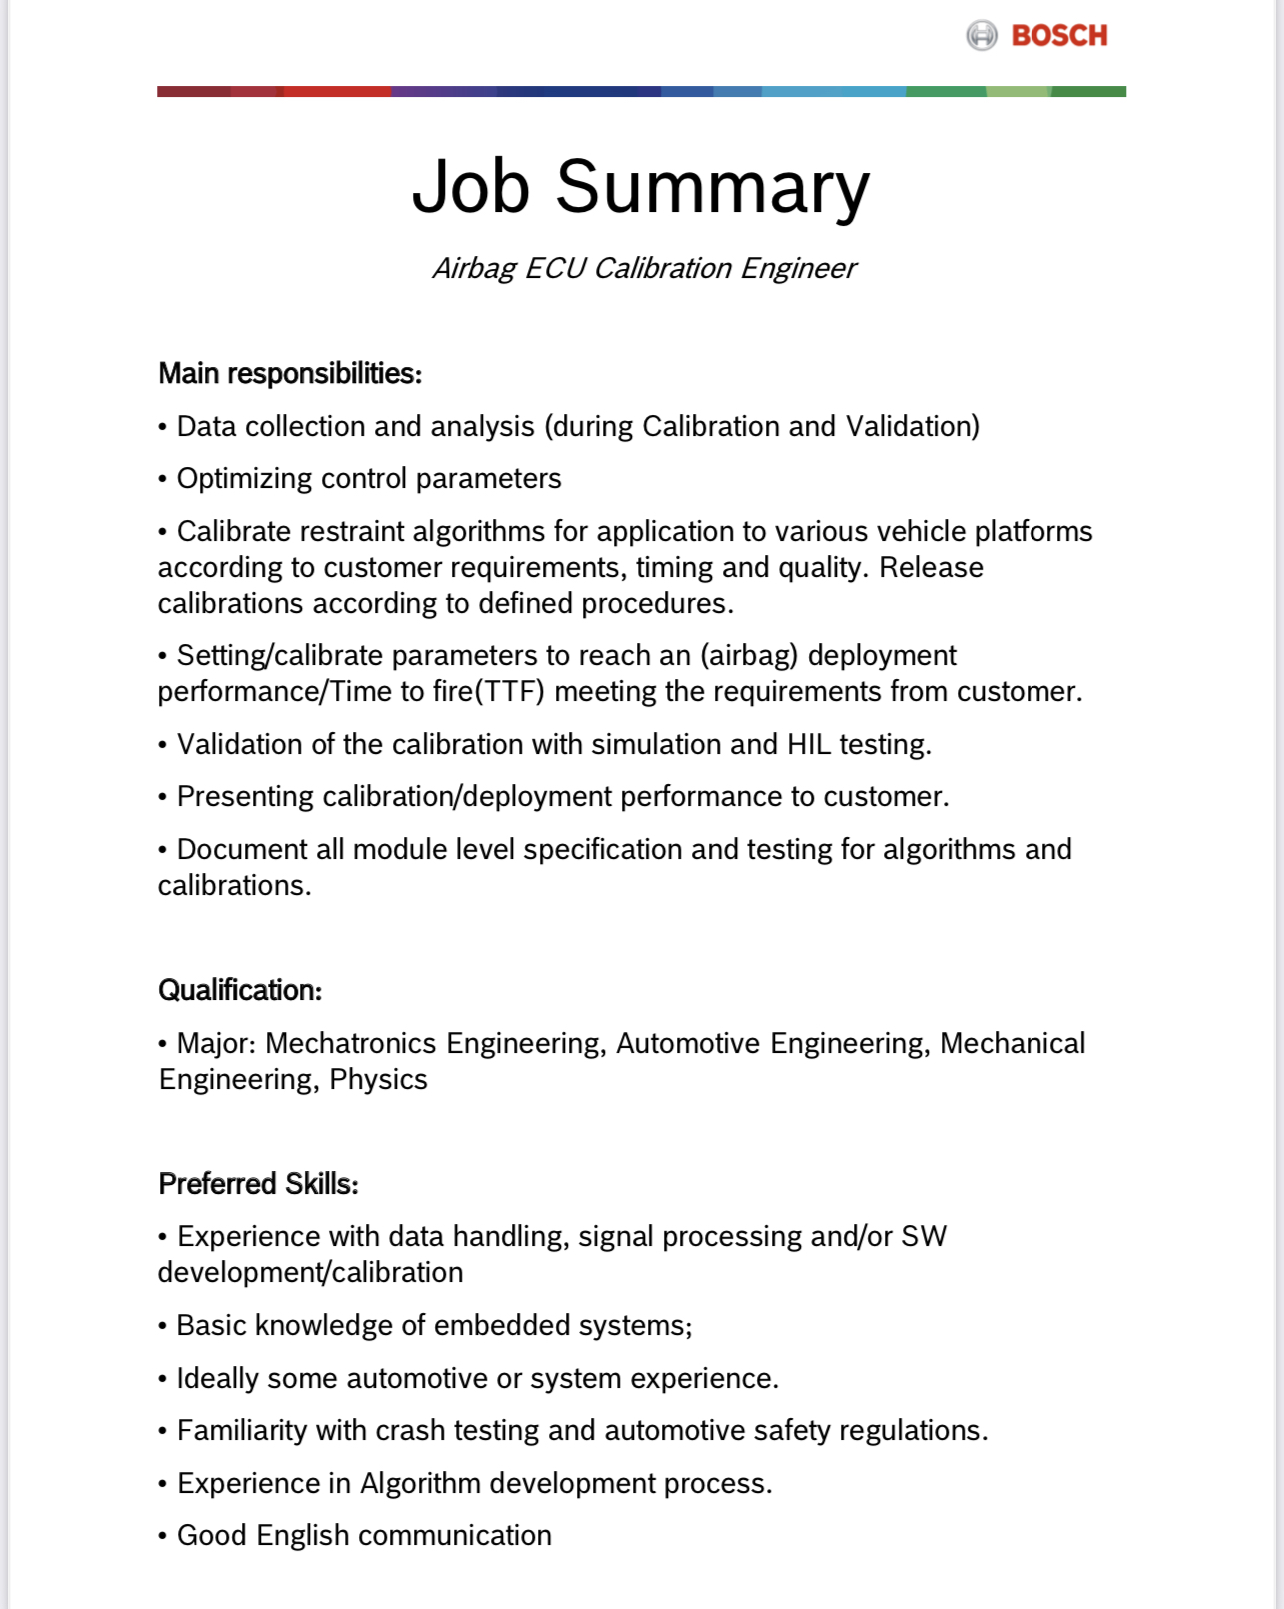 BOSCH
Job Summary
Airbag ECU Calibration Engineer
Main responsibilities:
• Data collection and analysis (during Calibration and Validation)
• Optimizing control parameters
• Calibrate restraint algorithms for application to various vehicle platforms
according to customer requirements, timing and quality. Release
calibrations according to defined procedures.
• Setting/calibrate parameters to reach an (airbag) deployment
performance/Time to fire(TTF) meeting the requirements from customer.
• Validation of the calibration with simulation and HIL testing.
• Presenting calibration/deployment performance to customer.
• Document all module level specification and testing for algorithms and
calibrations.
Qualification:
• Major: Mechatronics Engineering, Automotive Engineering, Mechanical
Engineering, Physics
Preferred Skills:
• Experience with data handling, signal processing and/or SW
development/calibration
• Basic knowledge of embedded systems;
• Ideally some automotive or system experience.
• Familiarity with crash testing and automotive safety regulations.
• Experience in Algorithm development process.
• Good English communication